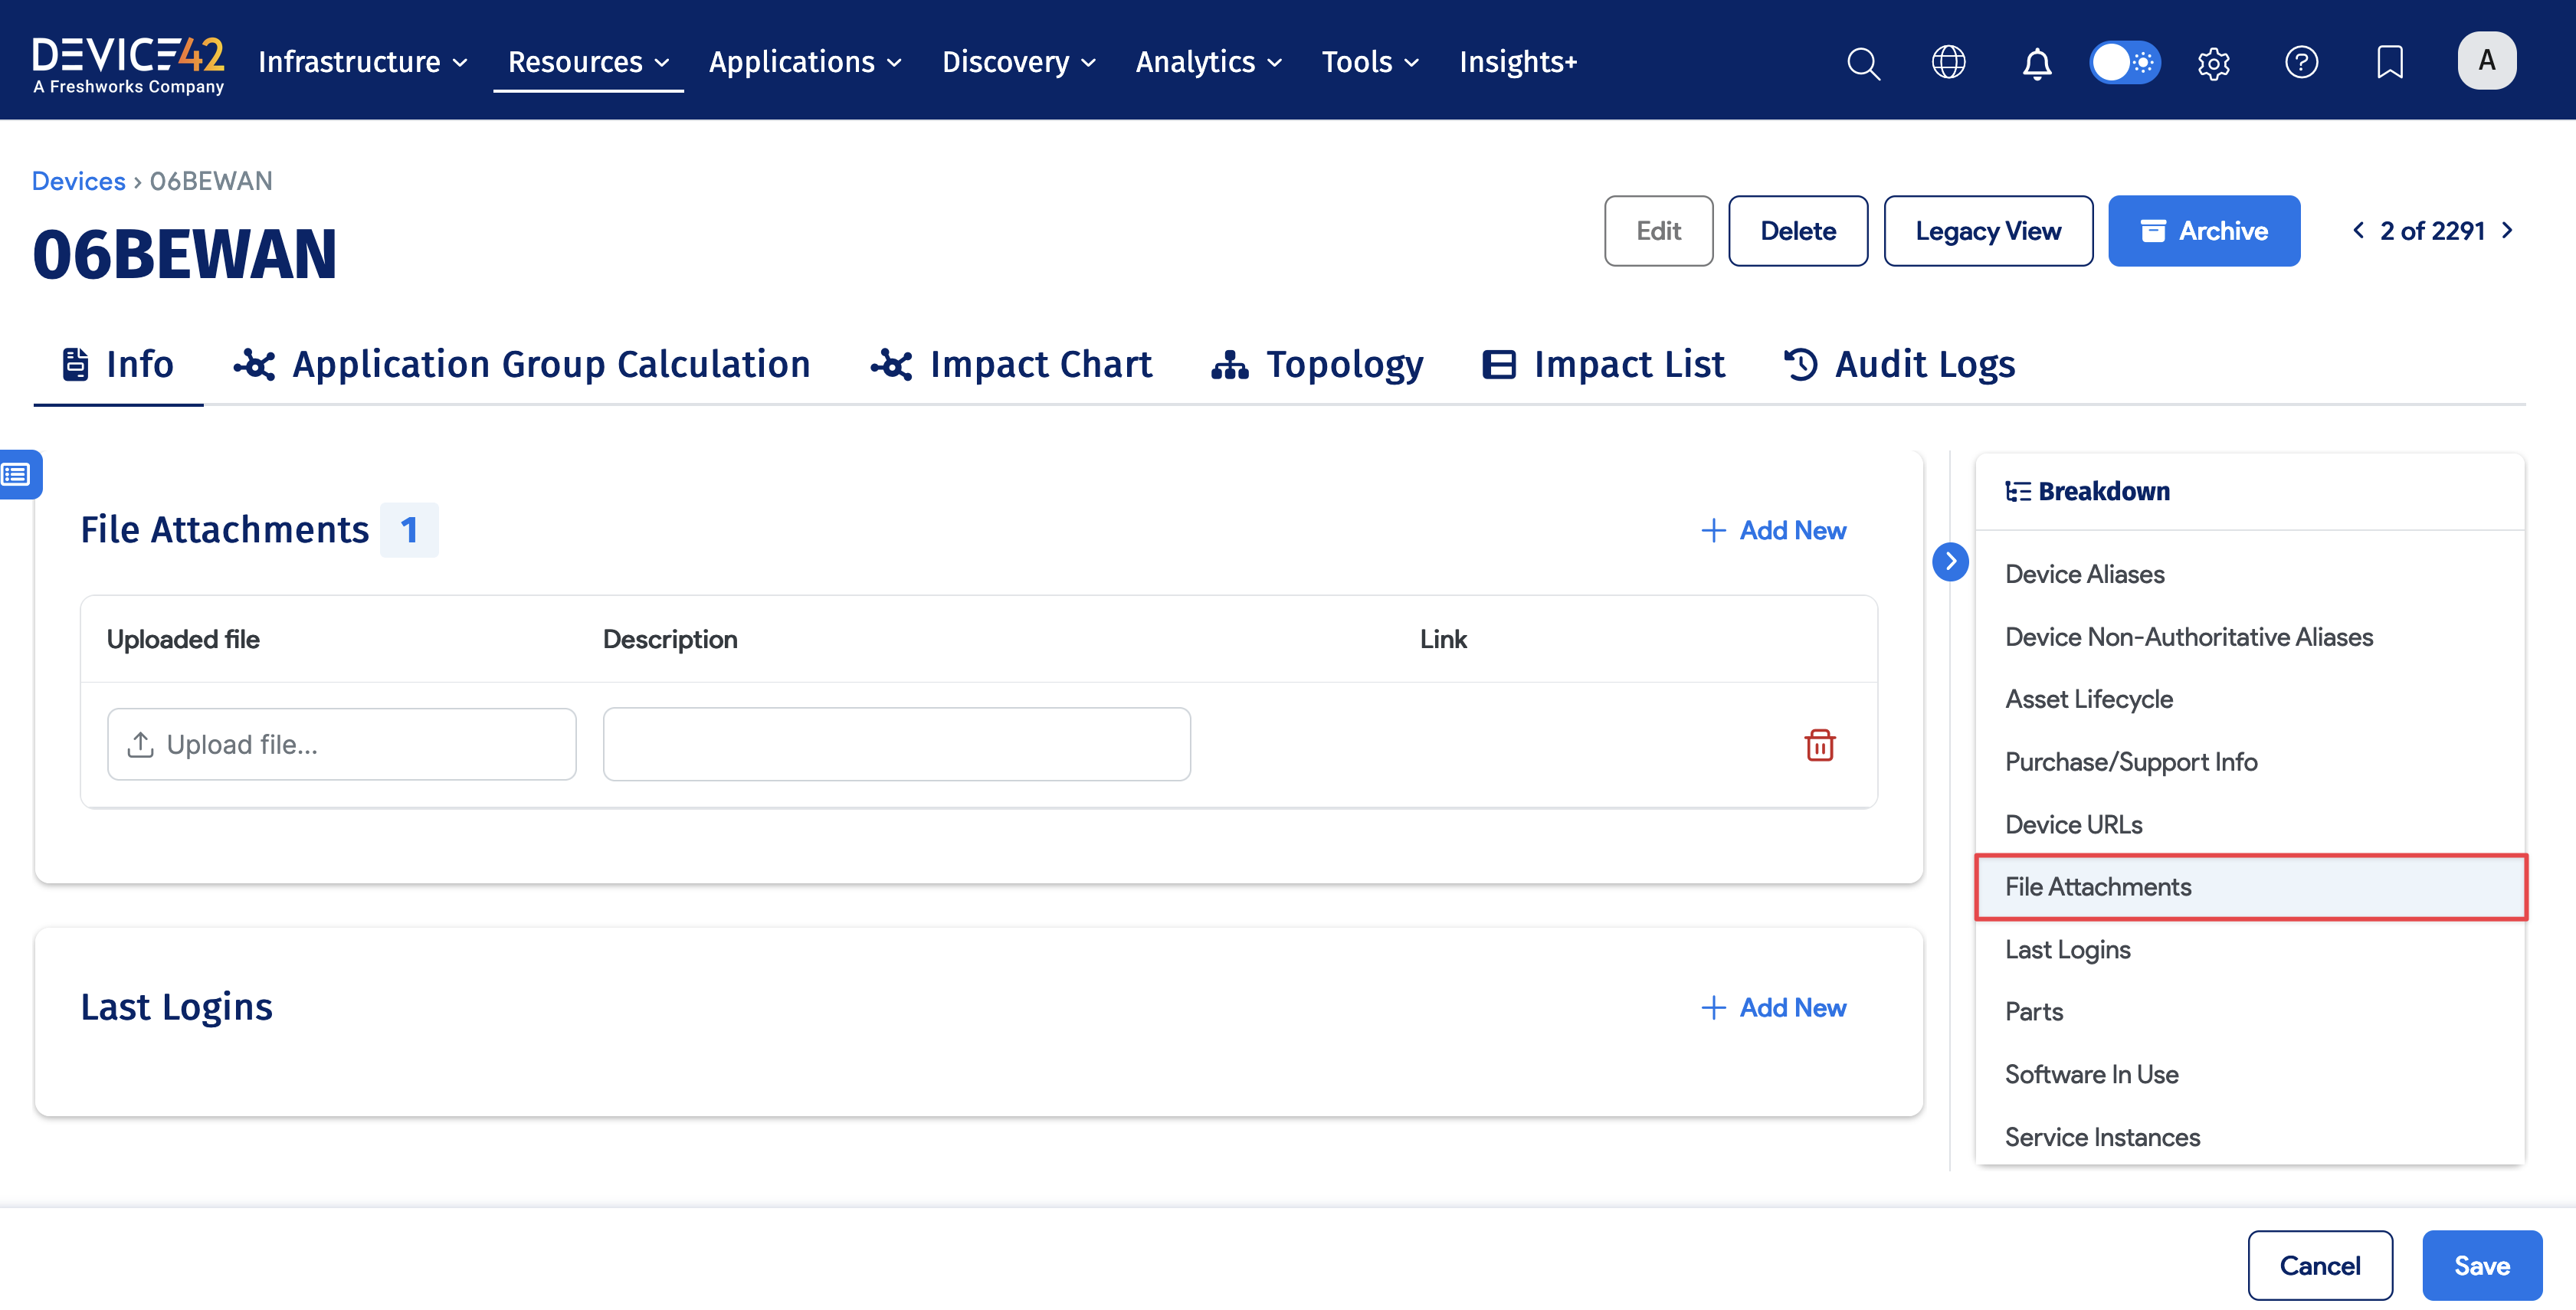 DEVICE42
A Freshworks Company
Infrastructure Resources Applications Discovery Analytics Tools Insights+
A
Devices › 06BEWAN
06BEWAN
Edit Delete Legacy View Archive 2 of 2291
Info Application Group Calculation Impact Chart Topology Impact List Audit Logs
File Attachments 1
+ Add New
Uploaded file Description Link
Upload file...
Last Logins
+ Add New
Breakdown
Device Aliases
Device Non-Authoritative Aliases
Asset Lifecycle
Purchase/Support Info
Device URLs
File Attachments
Last Logins
Parts
Software In Use
Service Instances
Cancel Save